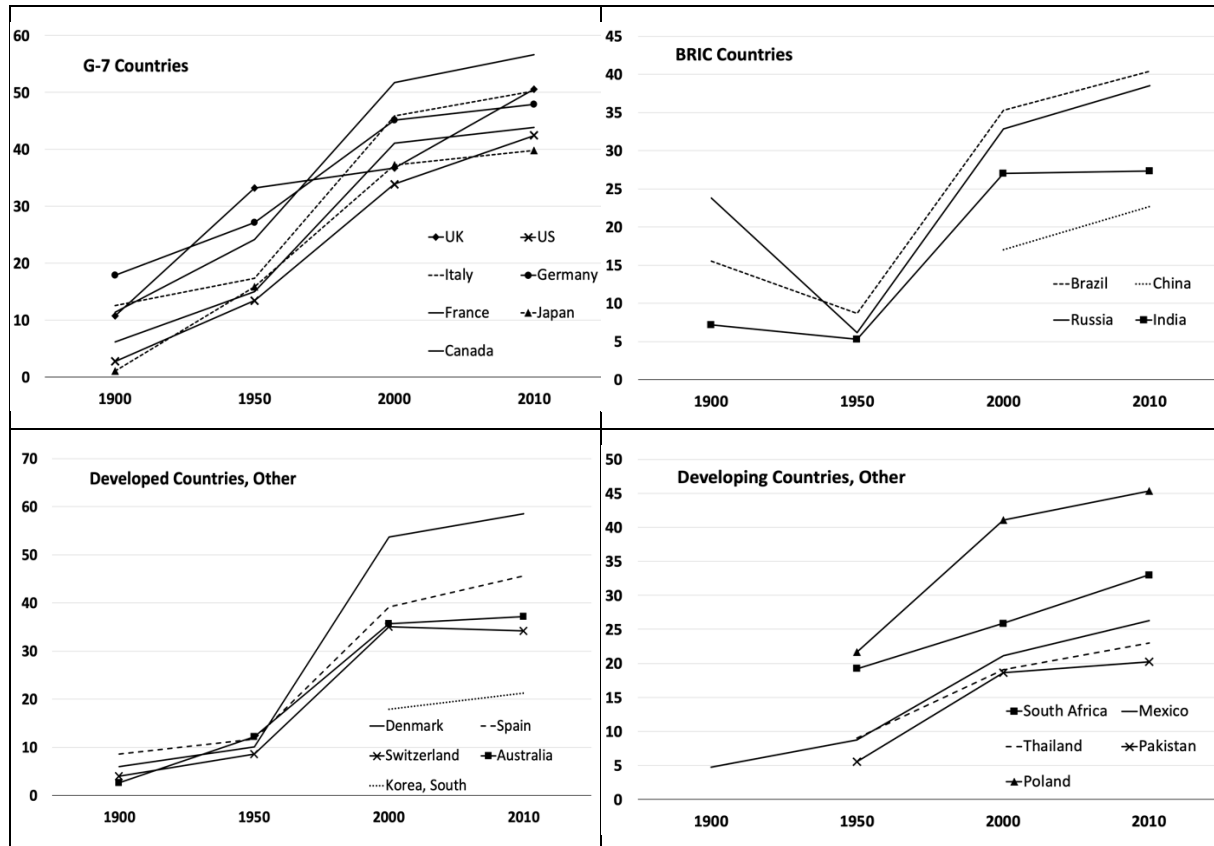 G-7 Countries
60
50
40
30
20
10
0
UK US
Italy Germany
France Japan
Canada
1900 1950 2000 2010
BRIC Countries
45
40
35
30
25
20
15
10
5
0
Brazil China
Russia India
1900 1950 2000 2010
Developed Countries, Other
70
60
50
40
30
20
10
0
Denmark Spain
Switzerland Australia
Korea, South
1900 1950 2000 2010
Developing Countries, Other
50
45
40
35
30
25
20
15
10
5
0
South Africa Mexico
Thailand Pakistan
Poland
1900 1950 2000 2010